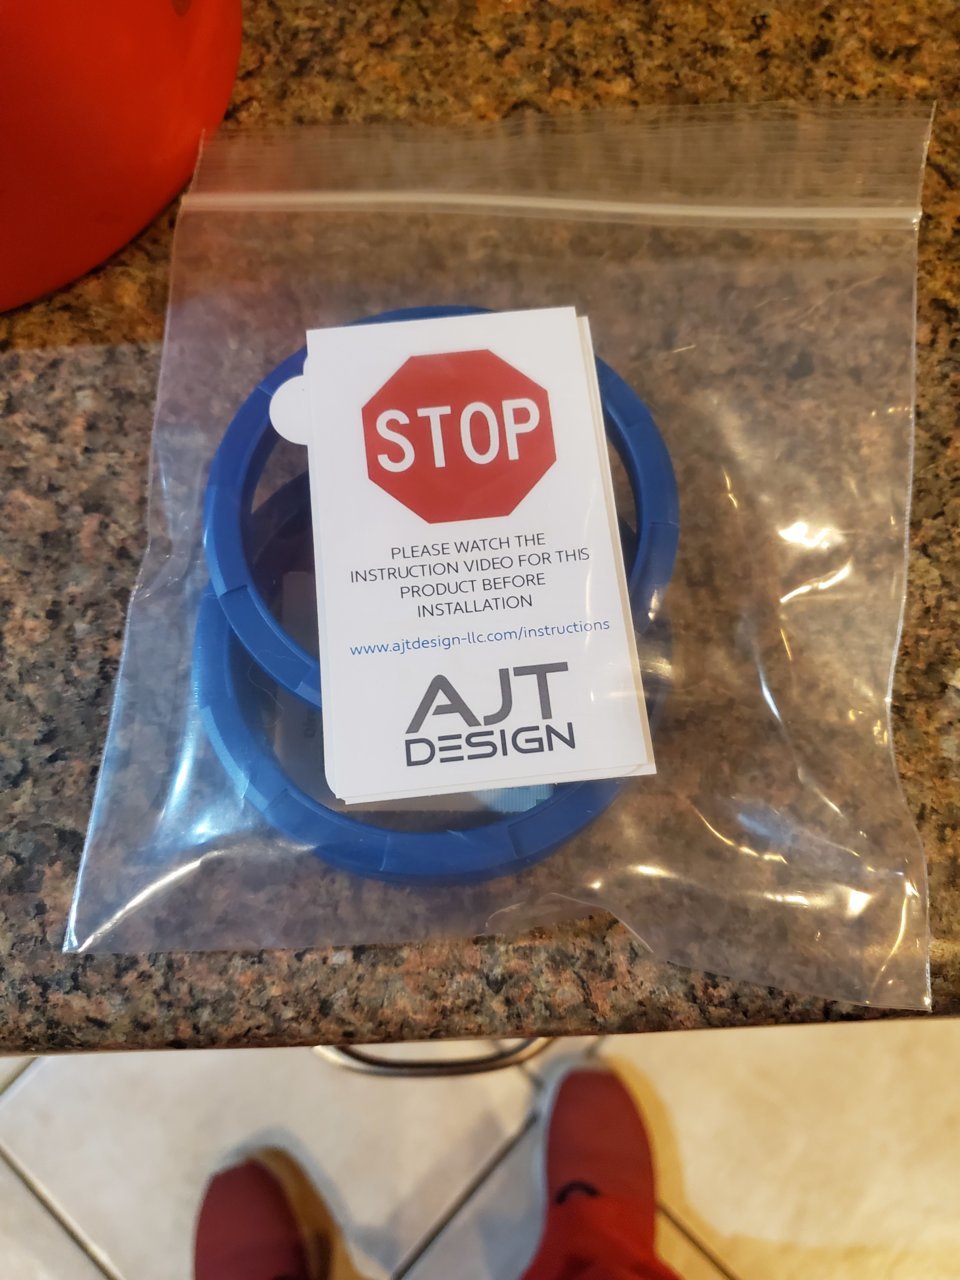 STOP
PLEASE WATCH THE
INSTRUCTION VIDEO FOR THIS
PRODUCT BEFORE
INSTALLATION
www.ajtdesign-llc.com/instructions
AJT
DESIGN